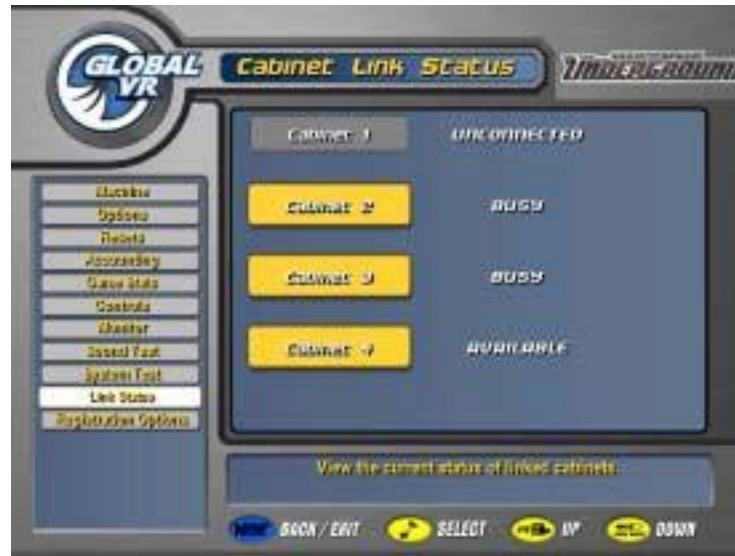 GLOBAL
VR
Cabinet Link Status
UNDERGROUND
Cabinet 1 UNCONNECTED
Cabinet 2 BUSY
Cabinet 3 BUSY
Cabinet 4 AVAILABLE
Machine
Options
Resets
Accounting
Game Stats
Controls
Monitor
Sound Test
System Test
Link Status
Registration Options
View the current status of linked cabinets.
BACK / EXIT SELECT UP DOWN